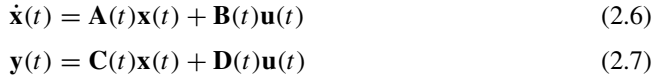 ẋ(t) = A(t)x(t) + B(t)u(t) (2.6)
y(t) = C(t)x(t) + D(t)u(t) (2.7)